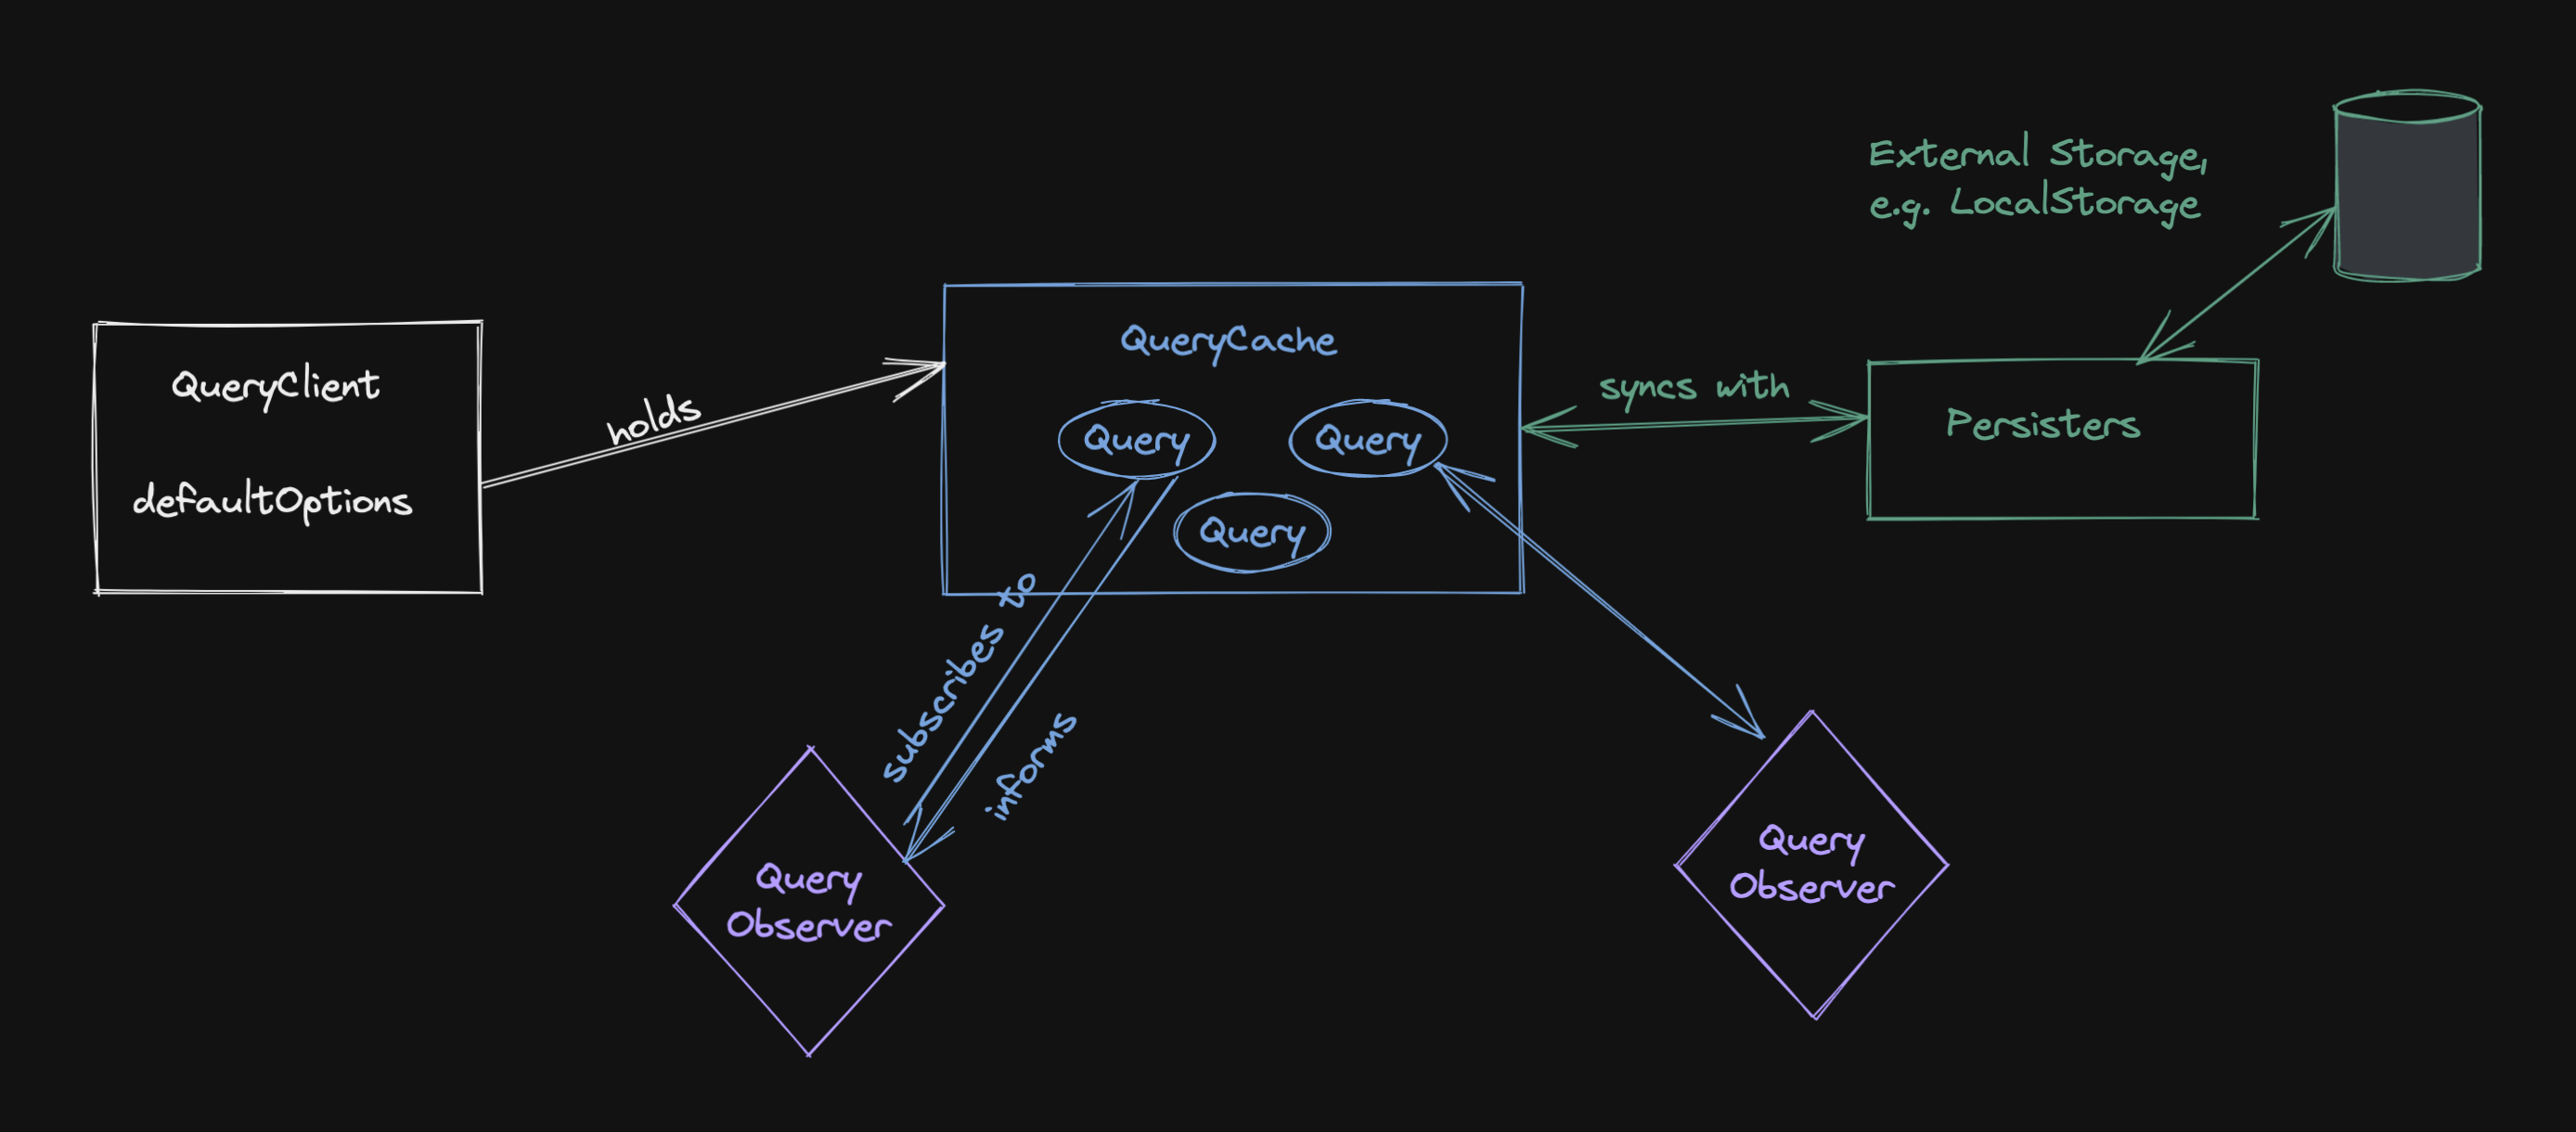 External Storage,
e.g. LocalStorage
QueryClient
defaultOptions
holds
QueryCache
Query
Query
Query
syncs with
Persisters
subscribes to
informs
Query
Observer
Query
Observer